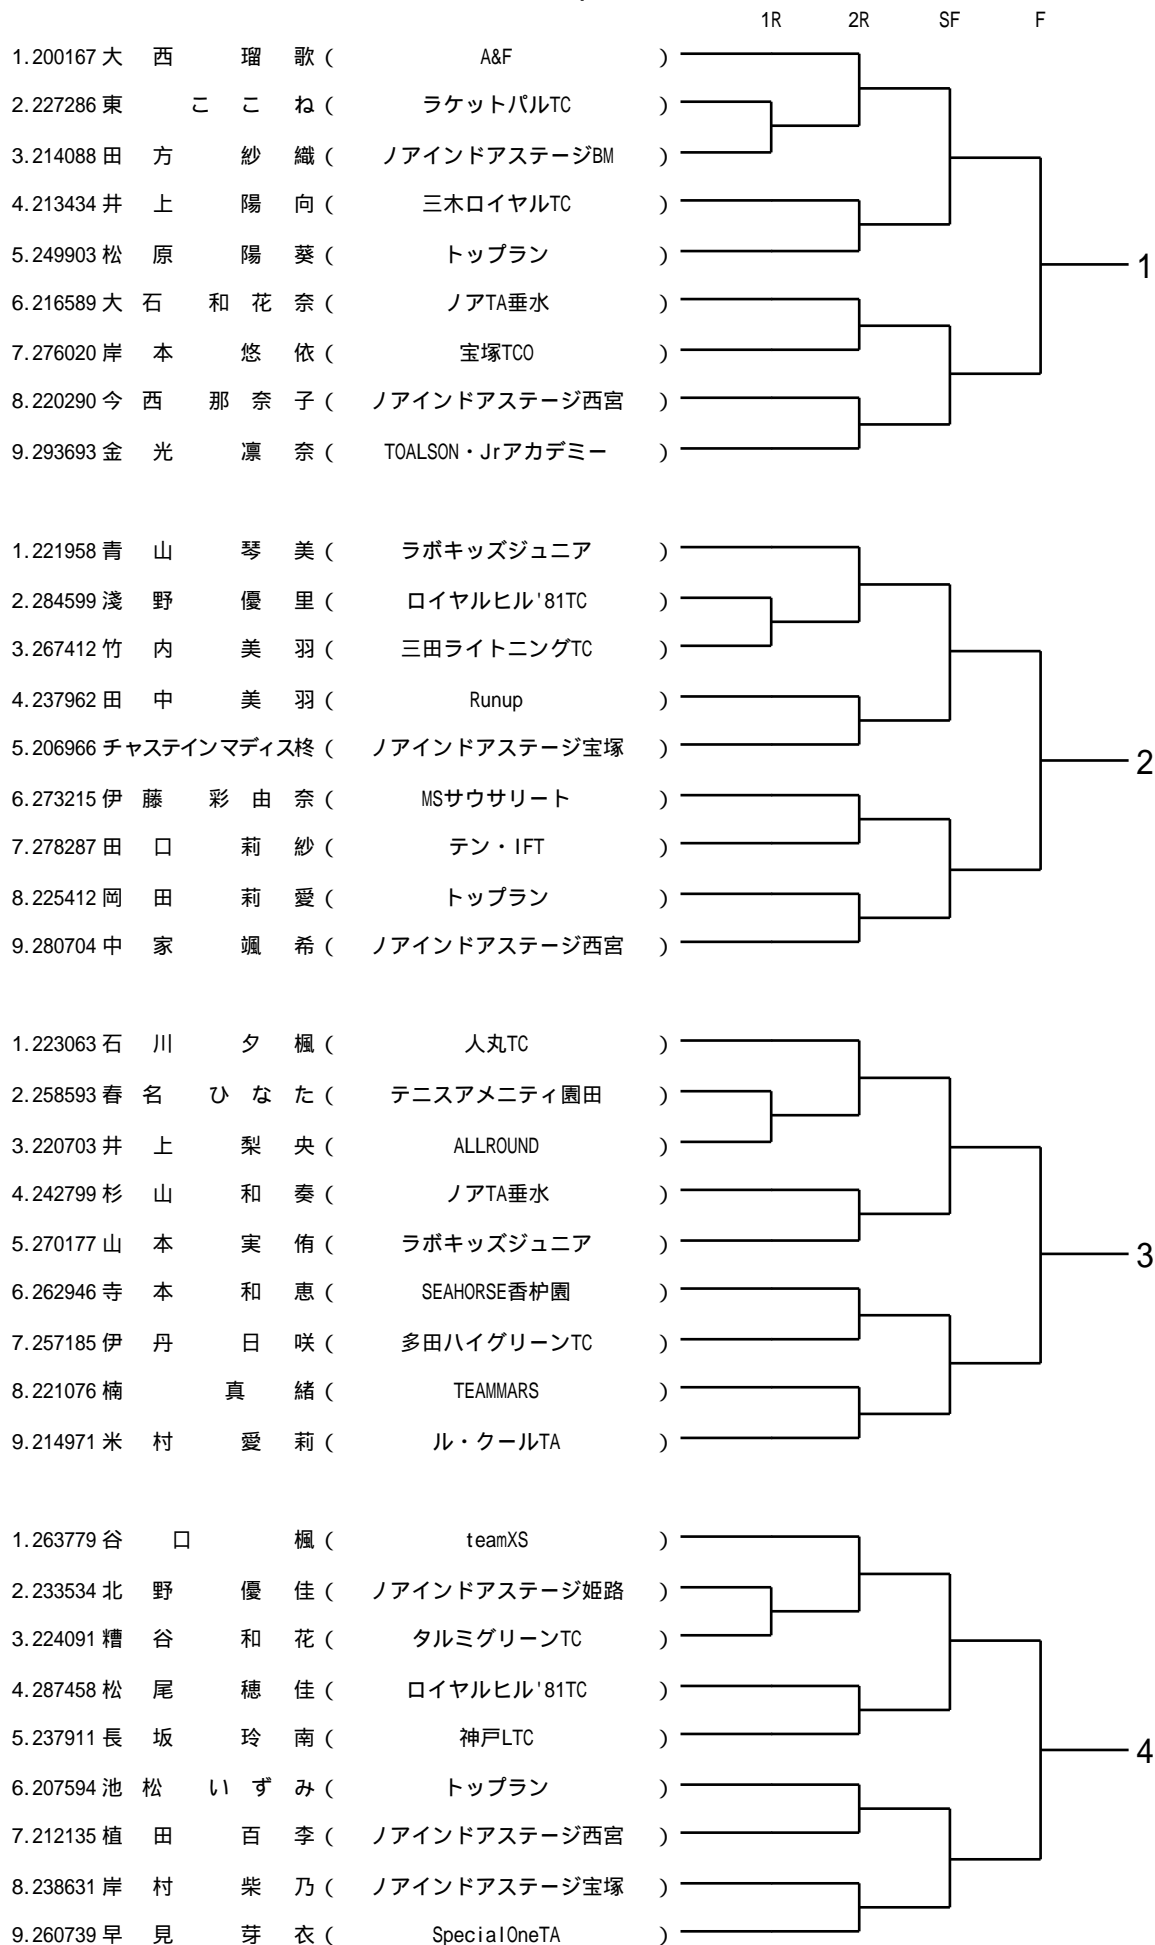 1R 2R SF F
1.200167 大 西 瑠 歌 ( A&F )
2.227286 東 こ こ ね ( ラケットパルTC )
3.214088 田 方 紗 織 ( ノアインドアステージBM )
4.213434 井 上 陽 向 ( 三木ロイヤルTC )
5.249903 松 原 陽 葵 ( トップラン )
1
6.216589 大 石 和 花 奈 ( ノアTA垂水 )
7.276020 岸 本 悠 依 ( 宝塚TCO )
8.220290 今 西 那 奈 子 ( ノアインドアステージ西宮 )
9.293693 金 光 凛 奈 ( TOALSON・Jrアカデミー )
1.221958 青 山 琴 美 ( ラボキッズジュニア )
2.284599 淺 野 優 里 ( ロイヤルヒル'81TC )
3.267412 竹 内 美 羽 ( 三田ライトニングTC )
4.237962 田 中 美 羽 ( Runup )
5.206966 チャステインマディス柊 ( ノアインドアステージ宝塚 )
2
6.273215 伊 藤 彩 由 奈 ( MSサウサリート )
7.278287 田 口 莉 紗 ( テン・IFT )
8.225412 岡 田 莉 愛 ( トップラン )
9.280704 中 家 颯 希 ( ノアインドアステージ西宮 )
1.223063 石 川 夕 楓 ( 人丸TC )
2.258593 春 名 ひ な た ( テニスアメニティ園田 )
3.220703 井 上 梨 央 ( ALLROUND )
4.242799 杉 山 和 奏 ( ノアTA垂水 )
5.270177 山 本 実 侑 ( ラボキッズジュニア )
3
6.262946 寺 本 和 恵 ( SEAHORSE香枦園 )
7.257185 伊 丹 日 咲 ( 多田ハイグリーンTC )
8.221076 楠 真 緒 ( TEAMMARS )
9.214971 米 村 愛 莉 ( ル・クールTA )
1.263779 谷 口 楓 ( teamXS )
2.233534 北 野 優 佳 ( ノアインドアステージ姫路 )
3.224091 糟 谷 和 花 ( タルミグリーンTC )
4.287458 松 尾 穂 佳 ( ロイヤルヒル'81TC )
5.237911 長 坂 玲 南 ( 神戸LTC )
4
6.207594 池 松 い ず み ( トップラン )
7.212135 植 田 百 李 ( ノアインドアステージ西宮 )
8.238631 岸 村 柴 乃 ( ノアインドアステージ宝塚 )
9.260739 早 見 芽 衣 ( SpecialOneTA )